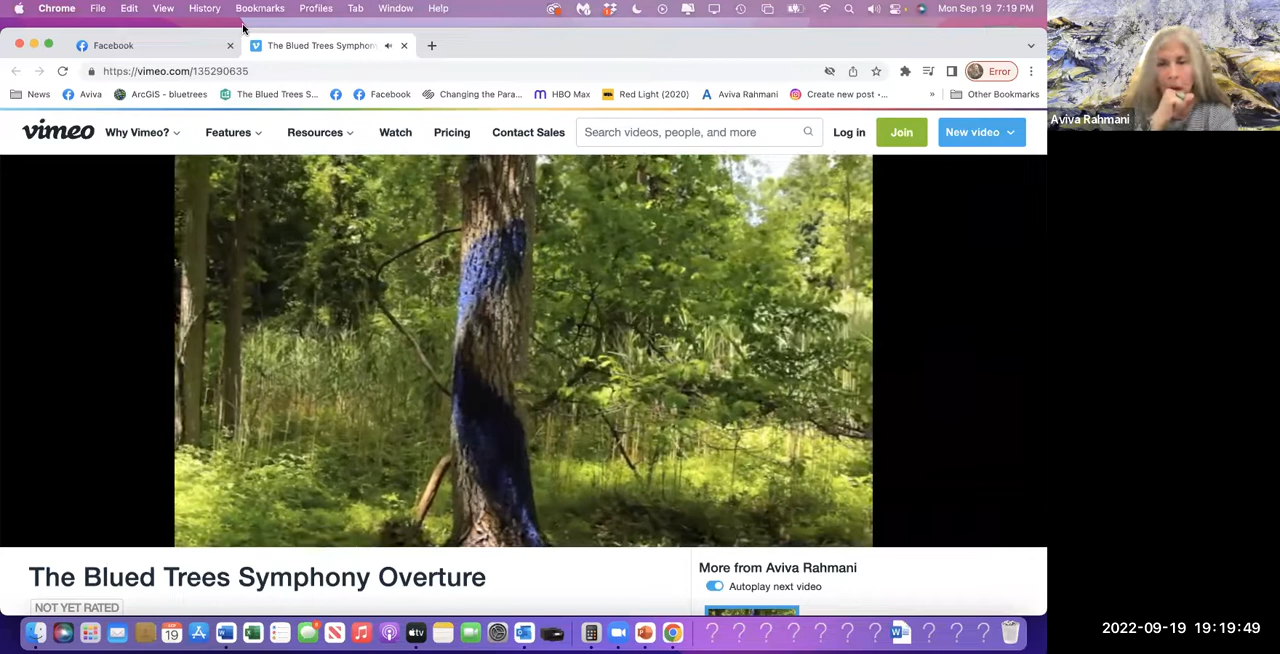 Chrome File Edit View History Bookmarks Profiles Tab Window Help Mon Sep 19 7:19 PM
Facebook The Blued Trees Symphon
https://vimeo.com/135290635 Error
News Aviva ArcGIS - bluetrees The Blued Trees S... Facebook Changing the Para... HBO Max Red Light (2020) Aviva Rahmani Create new post •... » Other Bookmarks
Aviva Rahmani
vimeo Why Vimeo? Features Resources Watch Pricing Contact Sales Search videos, people, and more Log in Join New video
The Blued Trees Symphony Overture
NOT YET RATED
More from Aviva Rahmani
Autoplay next video
SEP
19
tv
? ? ? ? ? ? ? ? ? ?
2022-09-19 19:19:49